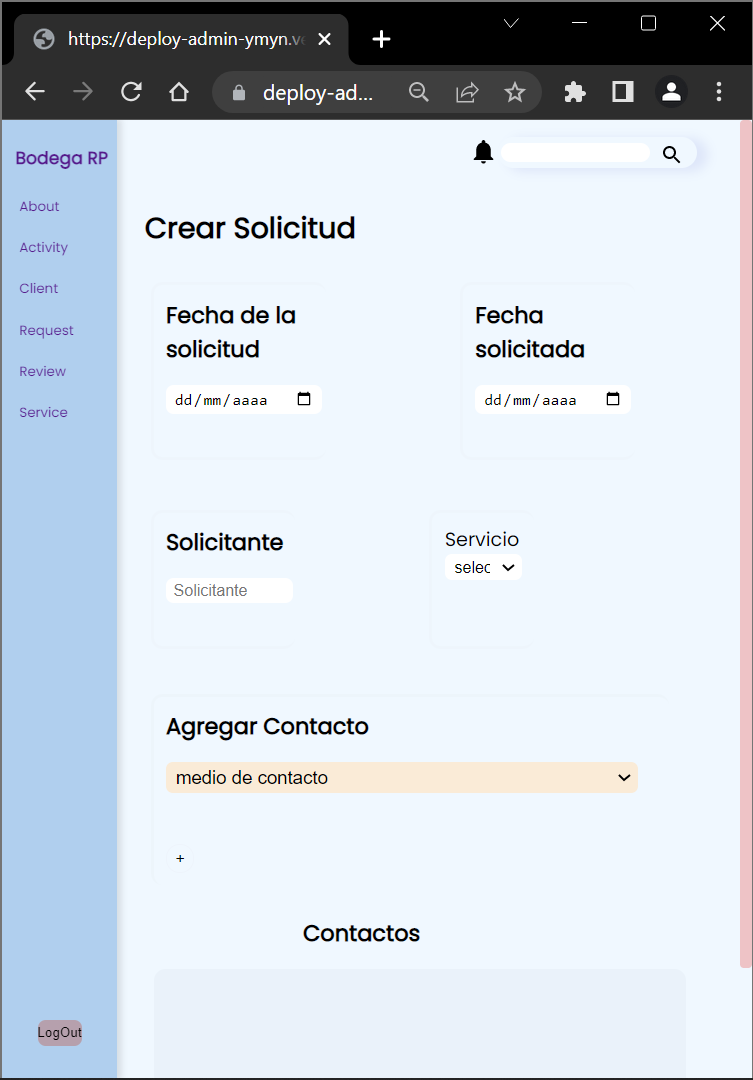 https://deploy-admin-ymyn.ve
deploy-ad...
Bodega RP
About
Activity
Client
Request
Review
Service
LogOut
Crear Solicitud
Fecha de la
solicitud
dd/mm/aaaa
Fecha
solicitada
dd/mm/aaaa
Solicitante
Solicitante
Servicio
selec
Agregar Contacto
medio de contacto
+
Contactos